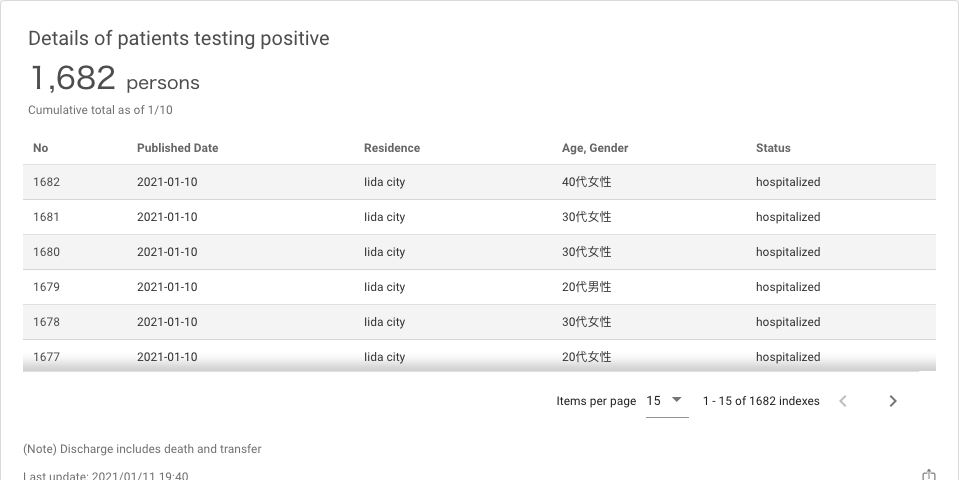 Details of patients testing positive
1,682 persons
Cumulative total as of 1/10
No Published Date Residence Age, Gender Status
1682 2021-01-10 Iida city 40代女性 hospitalized
1681 2021-01-10 Iida city 30代女性 hospitalized
1680 2021-01-10 Iida city 30代女性 hospitalized
1679 2021-01-10 Iida city 20代男性 hospitalized
1678 2021-01-10 Iida city 30代女性 hospitalized
1677 2021-01-10 Iida city 20代女性 hospitalized
Items per page 15 1 - 15 of 1682 indexes
(Note) Discharge includes death and transfer
Last update: 2021/01/11 19:40